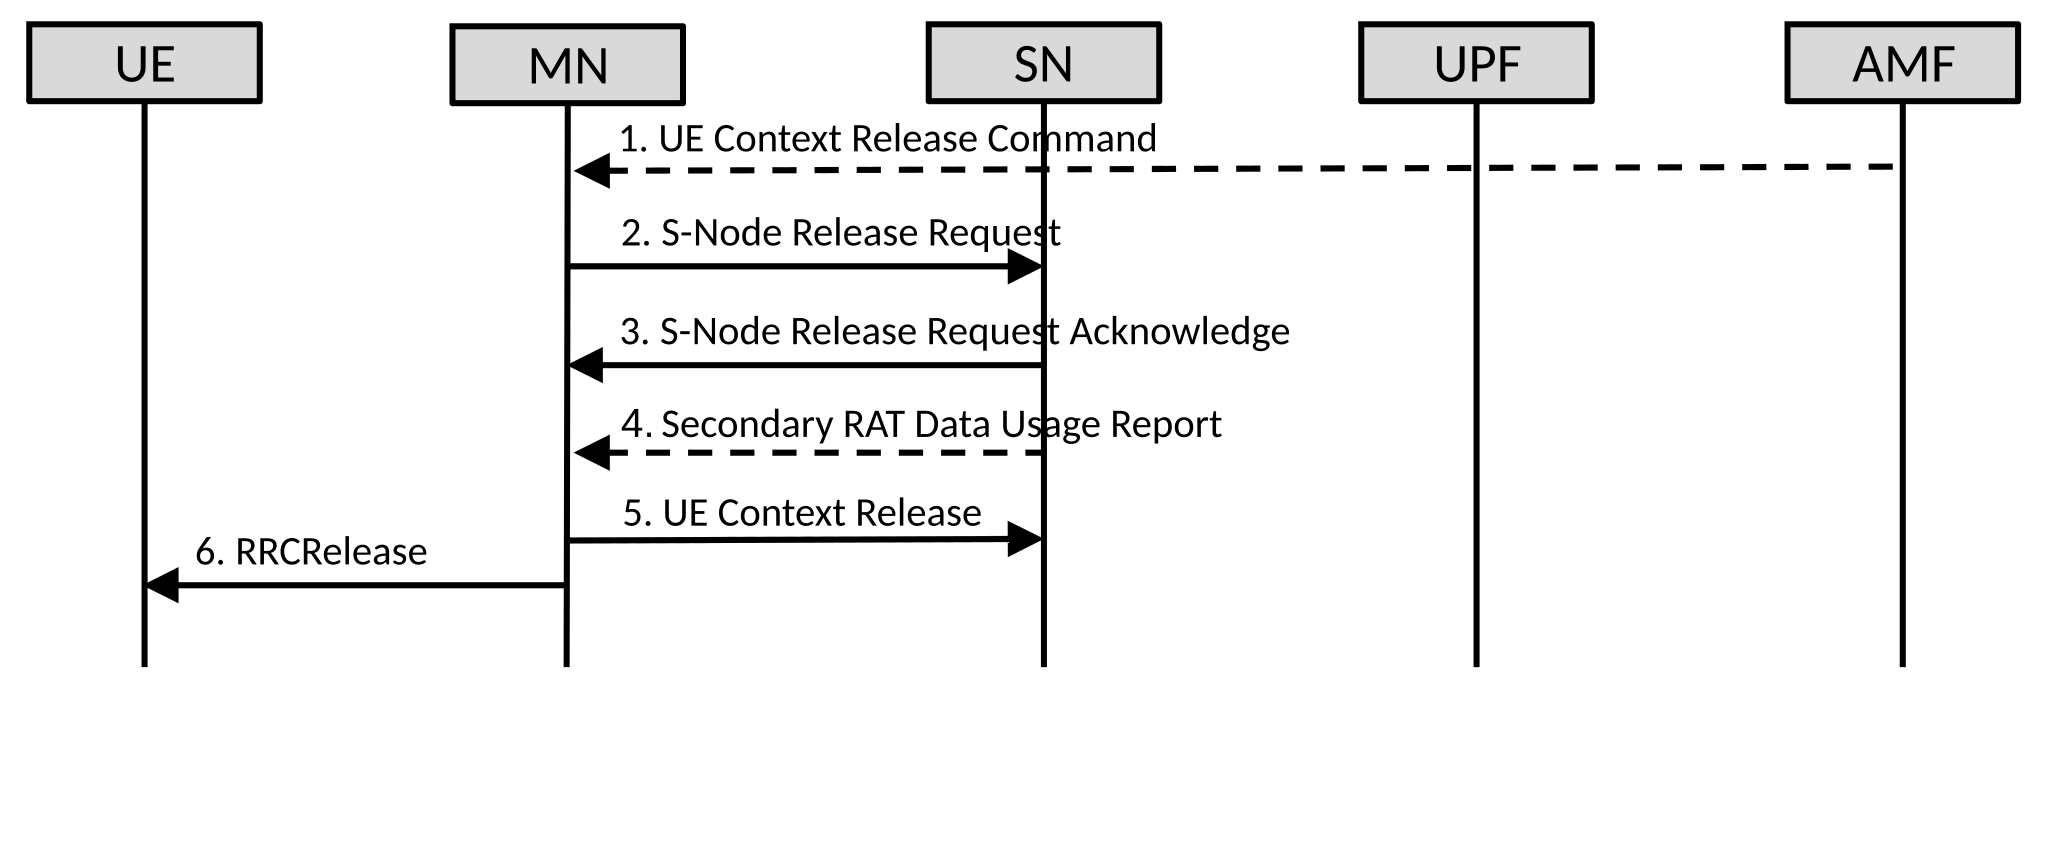 UE
MN
SN
UPF
AMF
1. UE Context Release Command
2. S-Node Release Request
3. S-Node Release Request Acknowledge
4. Secondary RAT Data Usage Report
5. UE Context Release
6. RRCRelease